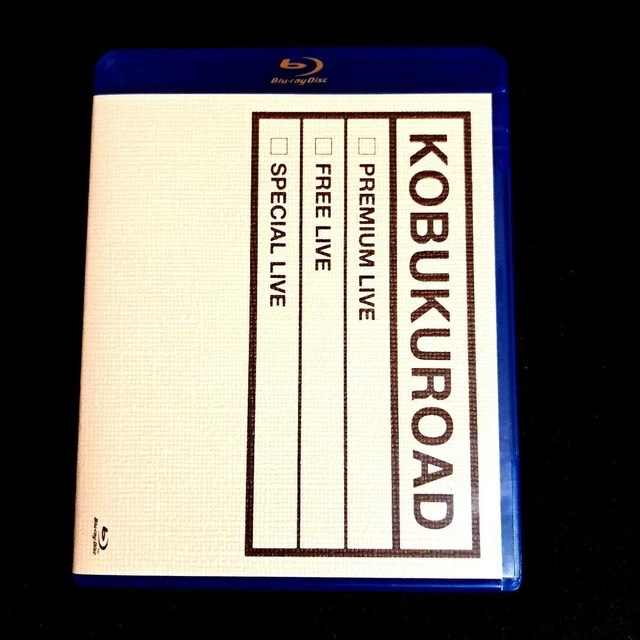 Blu-ray Disc
KOBUKUROAD
PREMIUM LIVE
FREE LIVE
SPECIAL LIVE
Blu-ray Disc